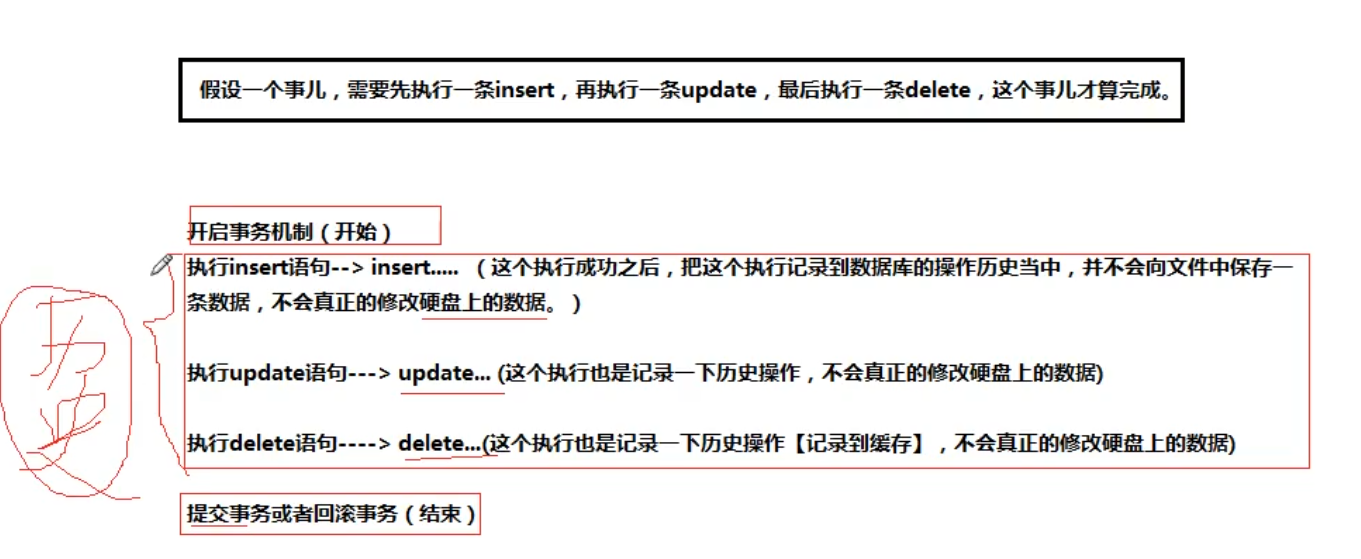 假设一个事儿，需要先执行一条insert，再执行一条update，最后执行一条delete，这个事儿才算完成。
开启事务机制（开始）
执行insert语句--> insert..... （这个执行成功之后，把这个执行记录到数据库的操作历史当中，并不会向文件中保存一
条数据，不会真正的修改硬盘上的数据。）
执行update语句---> update... (这个执行也是记录一下历史操作，不会真正的修改硬盘上的数据)
执行delete语句----> delete...(这个执行也是记录一下历史操作【记录到缓存】，不会真正的修改硬盘上的数据)
提交事务或者回滚事务（结束）
历
史